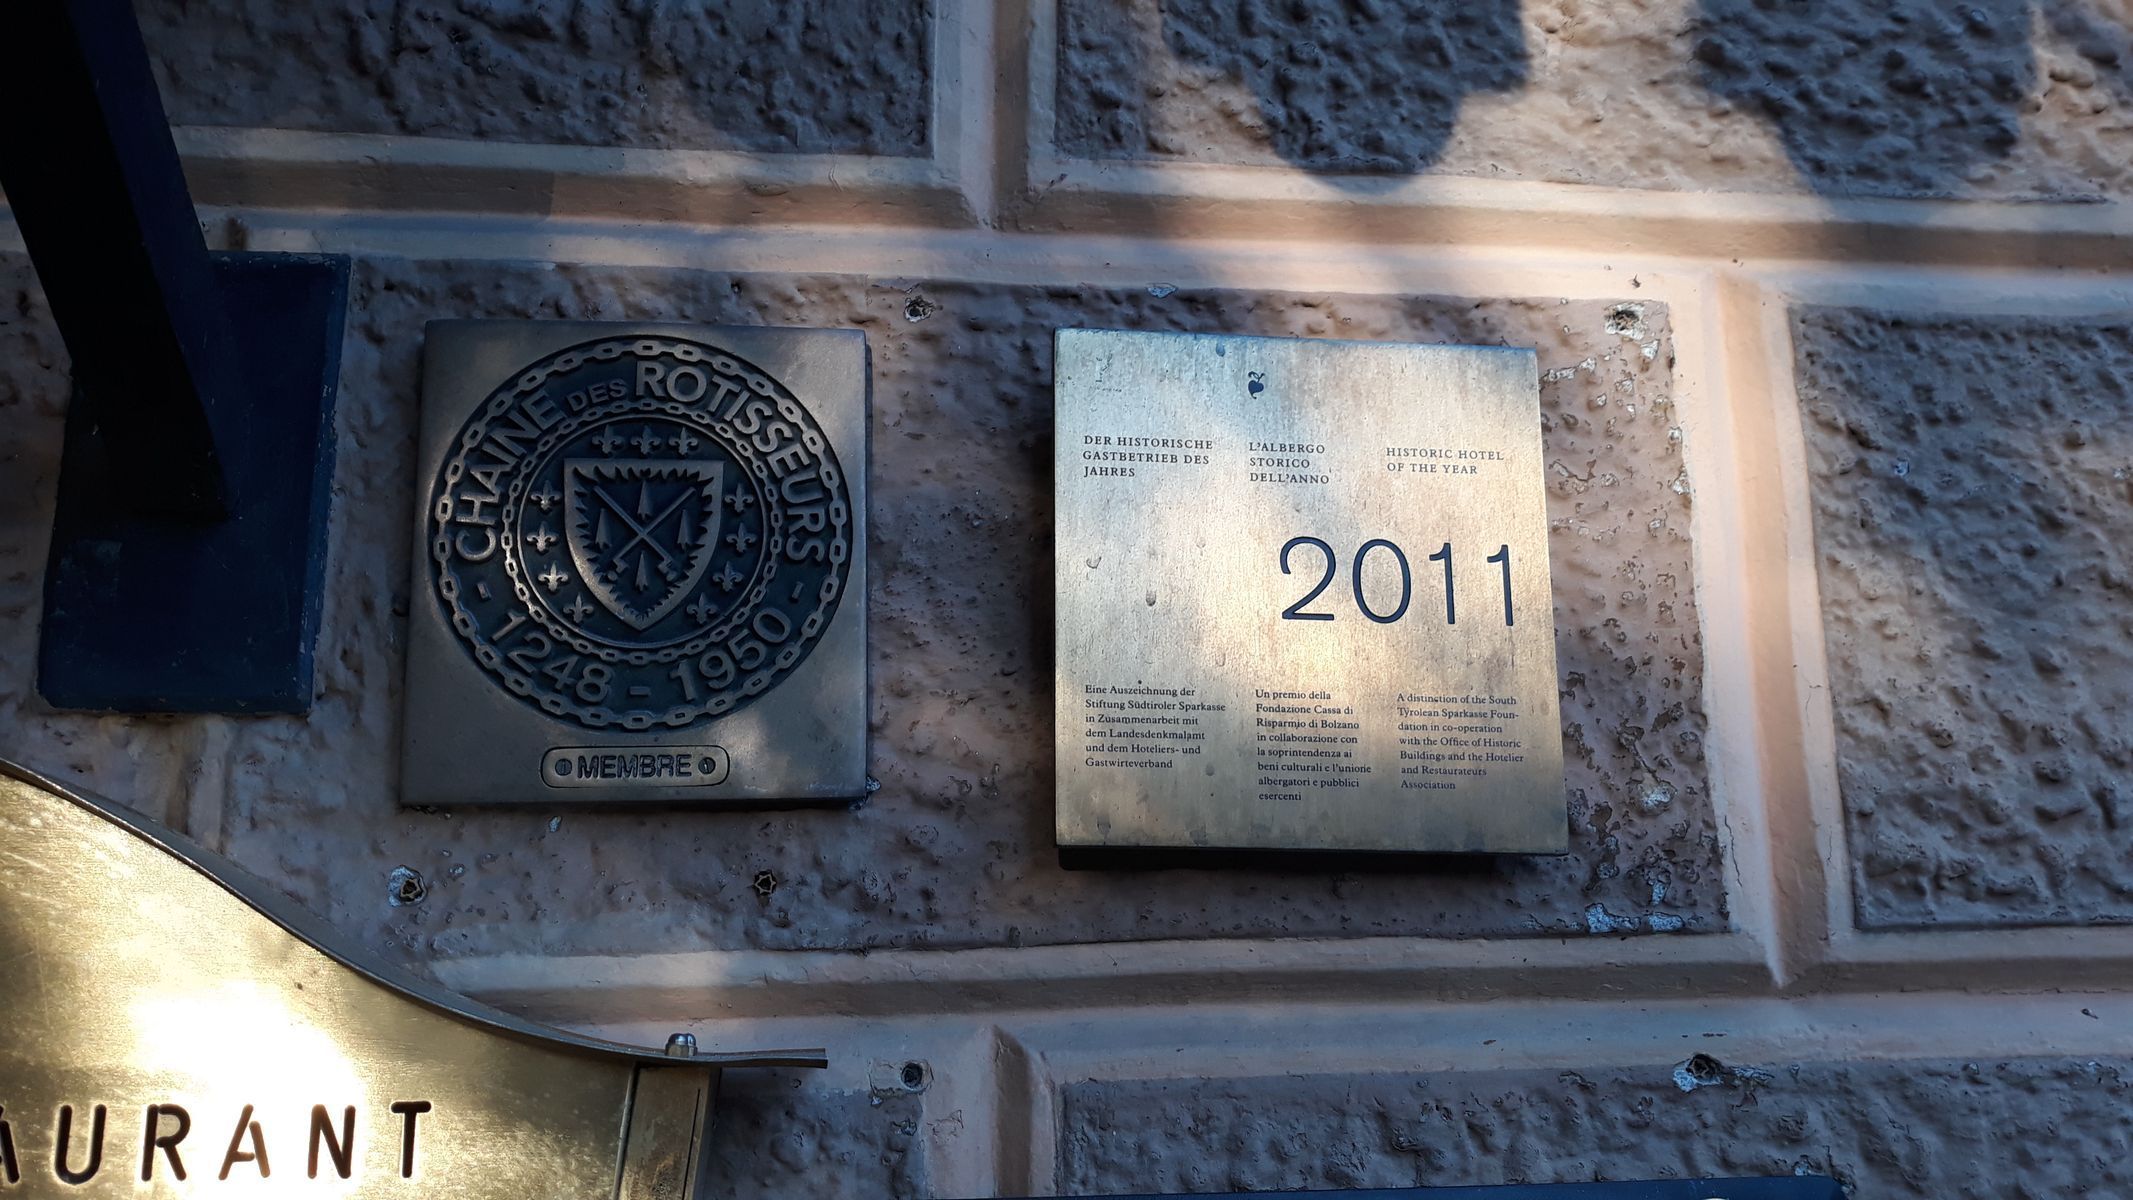 CHAINE DES ROTISSEURS
- 1248 - 1950 -
MEMBRE
DER HISTORISCHE
GASTBETRIEB DES
JAHRES
L'ALBERGO
STORICO
DELL'ANNO
HISTORIC HOTEL
OF THE YEAR
2011
Eine Auszeichnung der
Stiftung Südtiroler Sparkasse
in Zusammenarbeit mit
dem Landesdenkmalamt
und dem Hoteliers- und
Gastwirteverband
Un premio della
Fondazione Cassa di
Risparmio di Bolzano
in collaborazione con
la soprintendenza ai
beni culturali e l'unione
albergatori e pubblici
esercenti
A distinction of the South
Tyrolean Sparkasse Foun-
dation in co-operation
with the Office of Historic
Buildings and the Hotelier
and Restaurateurs
Association
AURANT